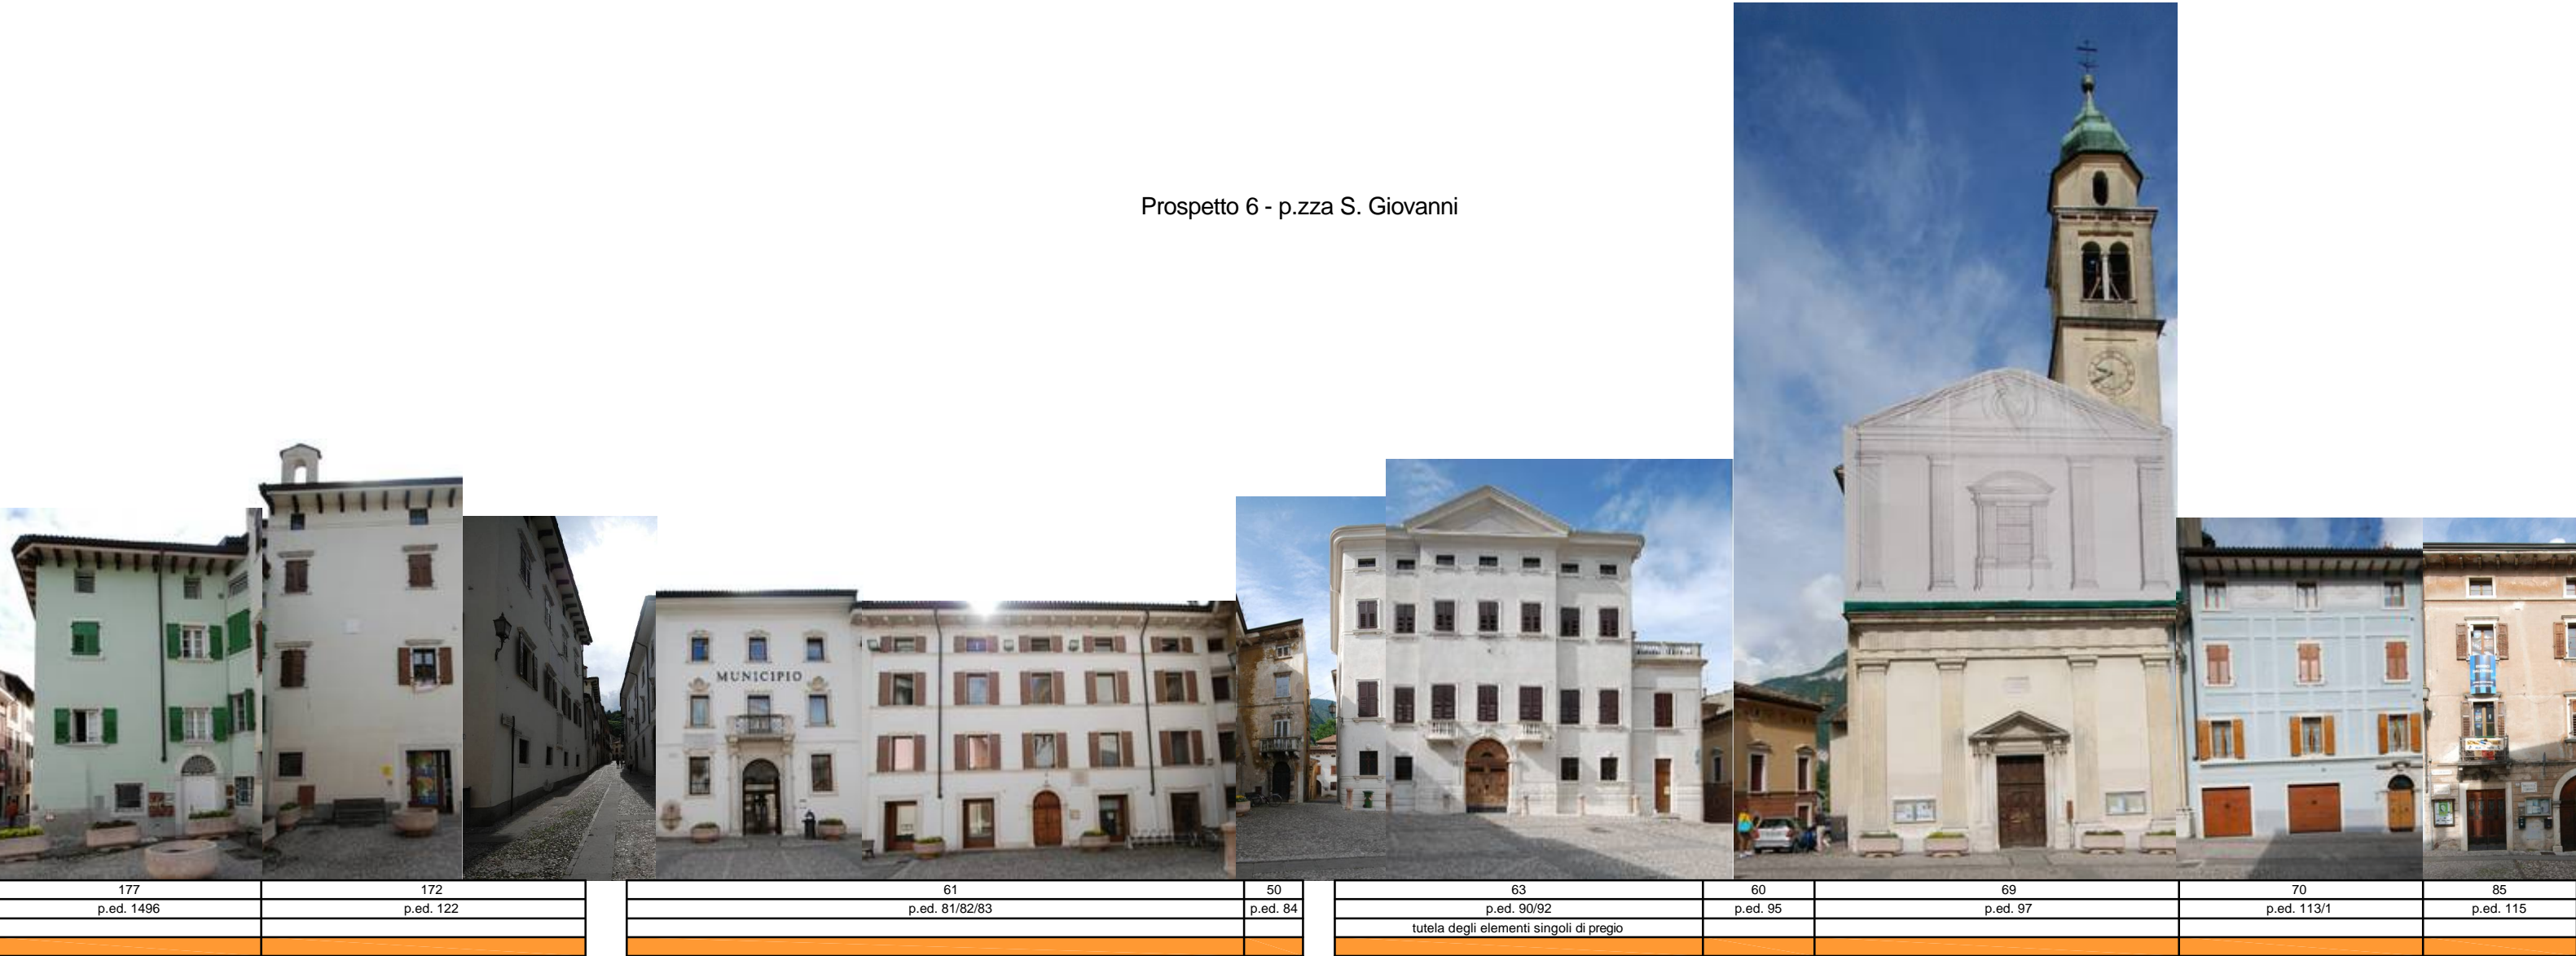 Prospetto 6 - p.zza S. Giovanni
MUNICIPIO
177 172 61 50 63 60 69 70 85
p.ed. 1496 p.ed. 122 p.ed. 81/82/83 p.ed. 84 p.ed. 90/92 p.ed. 95 p.ed. 97 p.ed. 113/1 p.ed. 115
tutela degli elementi singoli di pregio